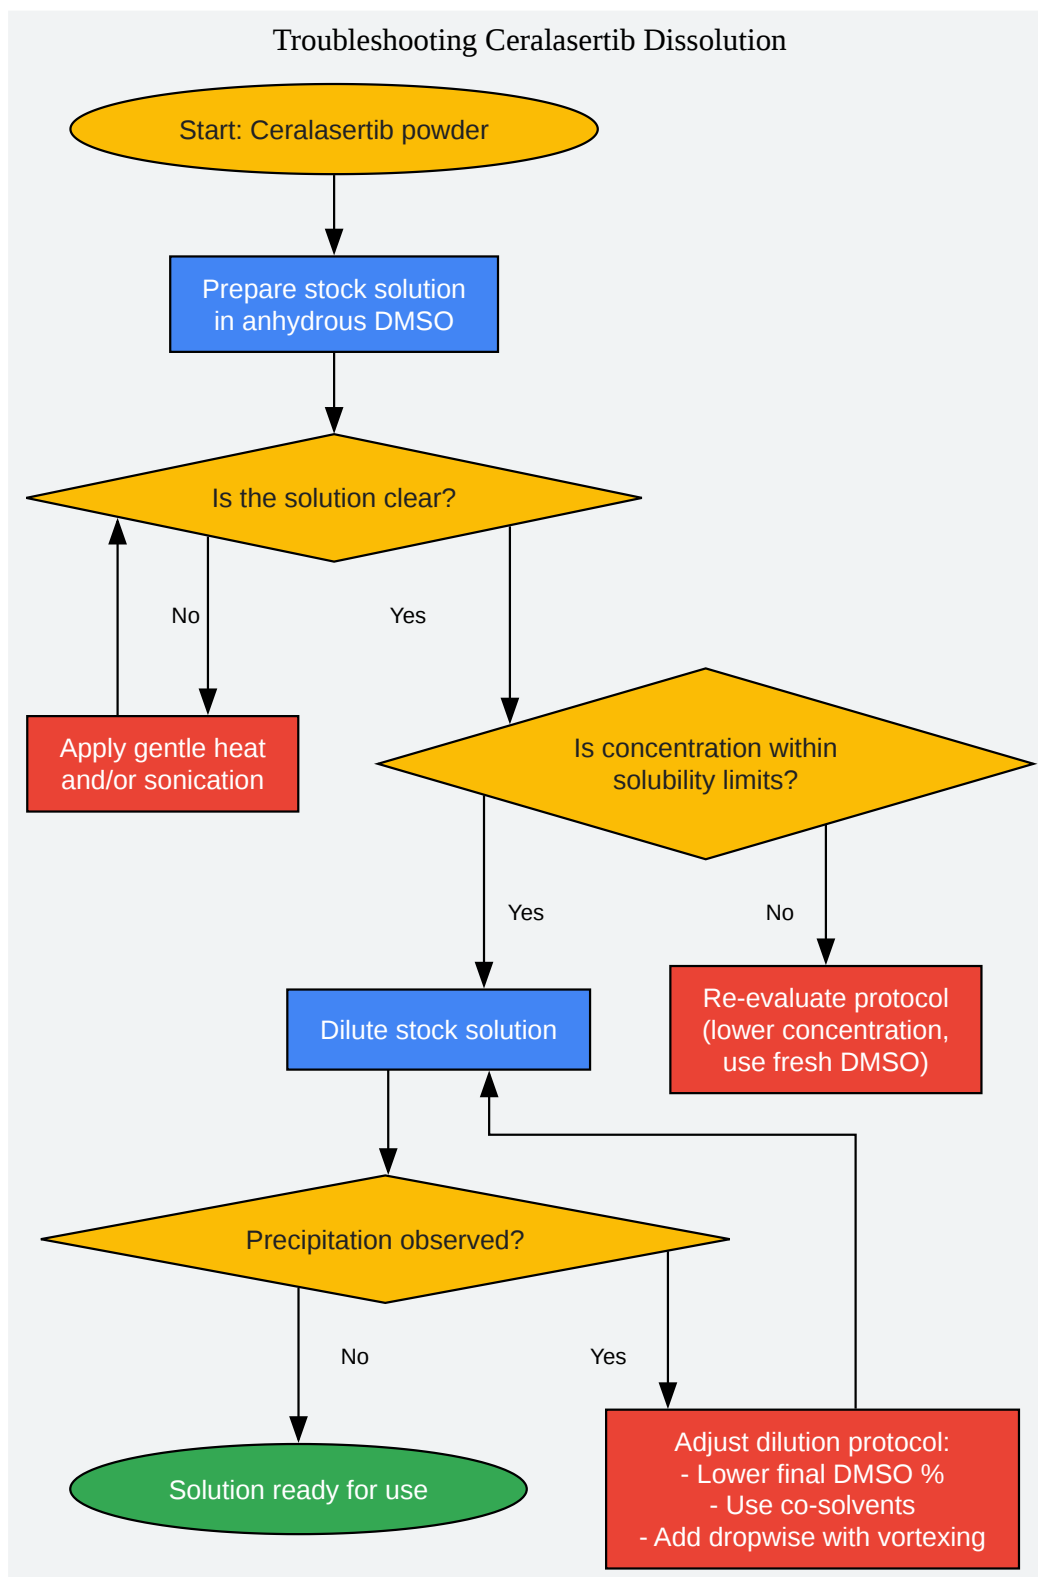 Troubleshooting Ceralasertib Dissolution
Start: Ceralasertib powder
Prepare stock solution
in anhydrous DMSO
Is the solution clear?
No
Yes
Apply gentle heat
and/or sonication
Is concentration within
solubility limits?
Yes
No
Dilute stock solution
Re-evaluate protocol
(lower concentration,
use fresh DMSO)
Precipitation observed?
No
Yes
Solution ready for use
Adjust dilution protocol:
- Lower final DMSO %
- Use co-solvents
- Add dropwise with vortexing